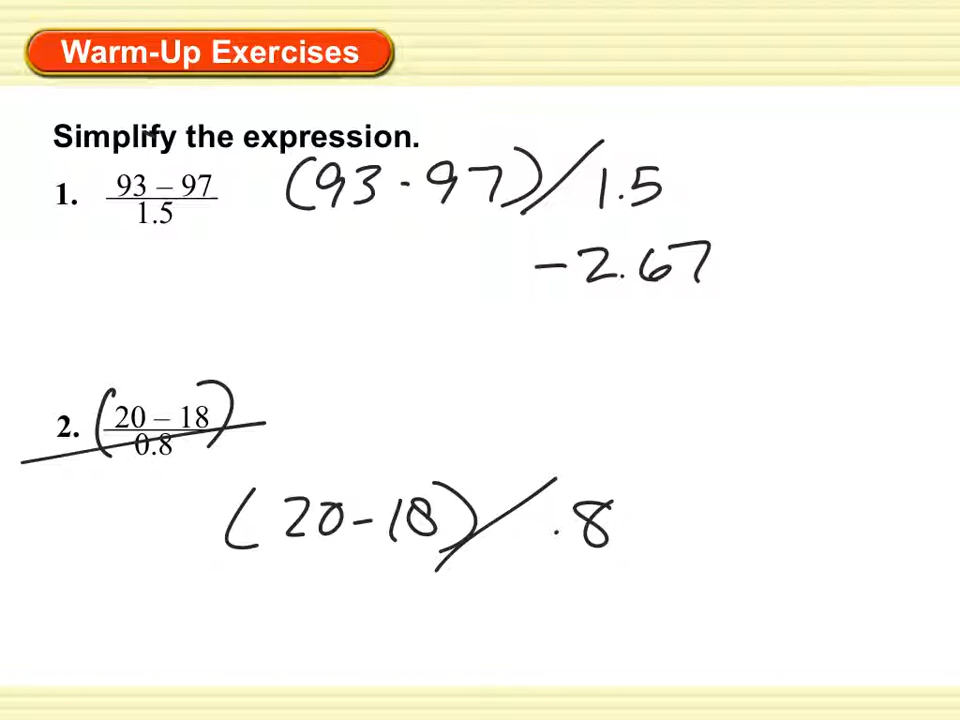 Warm-Up Exercises
Simplify the expression.
1. 93 – 97 / 1.5 (93 - 97) / 1.5
- 2.67
2. (20 – 18) / 0.8
(20 - 18) / .8